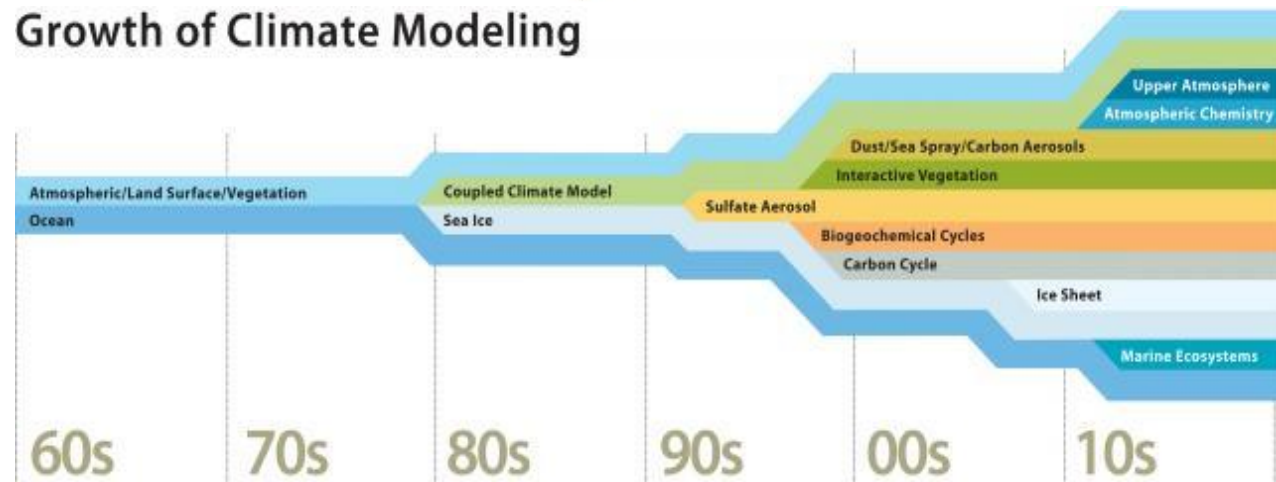 Growth of Climate Modeling
Upper Atmosphere
Atmospheric Chemistry
Dust/Sea Spray/Carbon Aerosols
Interactive Vegetation
Atmospheric/Land Surface/Vegetation
Coupled Climate Model
Sulfate Aerosol
Ocean
Sea Ice
Biogeochemical Cycles
Carbon Cycle
Ice Sheet
Marine Ecosystems
60s
70s
80s
90s
00s
10s